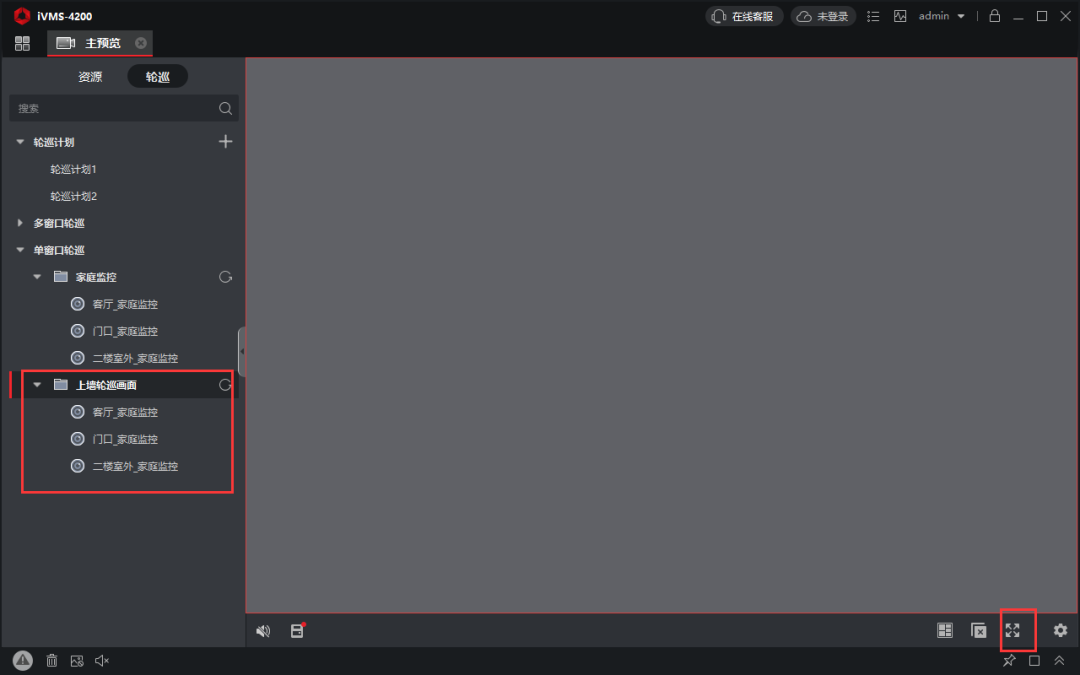 iVMS-4200
在线客服
未登录
admin
主预览
资源
轮巡
搜索
轮巡计划
轮巡计划1
轮巡计划2
多窗口轮巡
单窗口轮巡
家庭监控
客厅_家庭监控
门口_家庭监控
二楼室外_家庭监控
上墙轮巡画面
客厅_家庭监控
门口_家庭监控
二楼室外_家庭监控